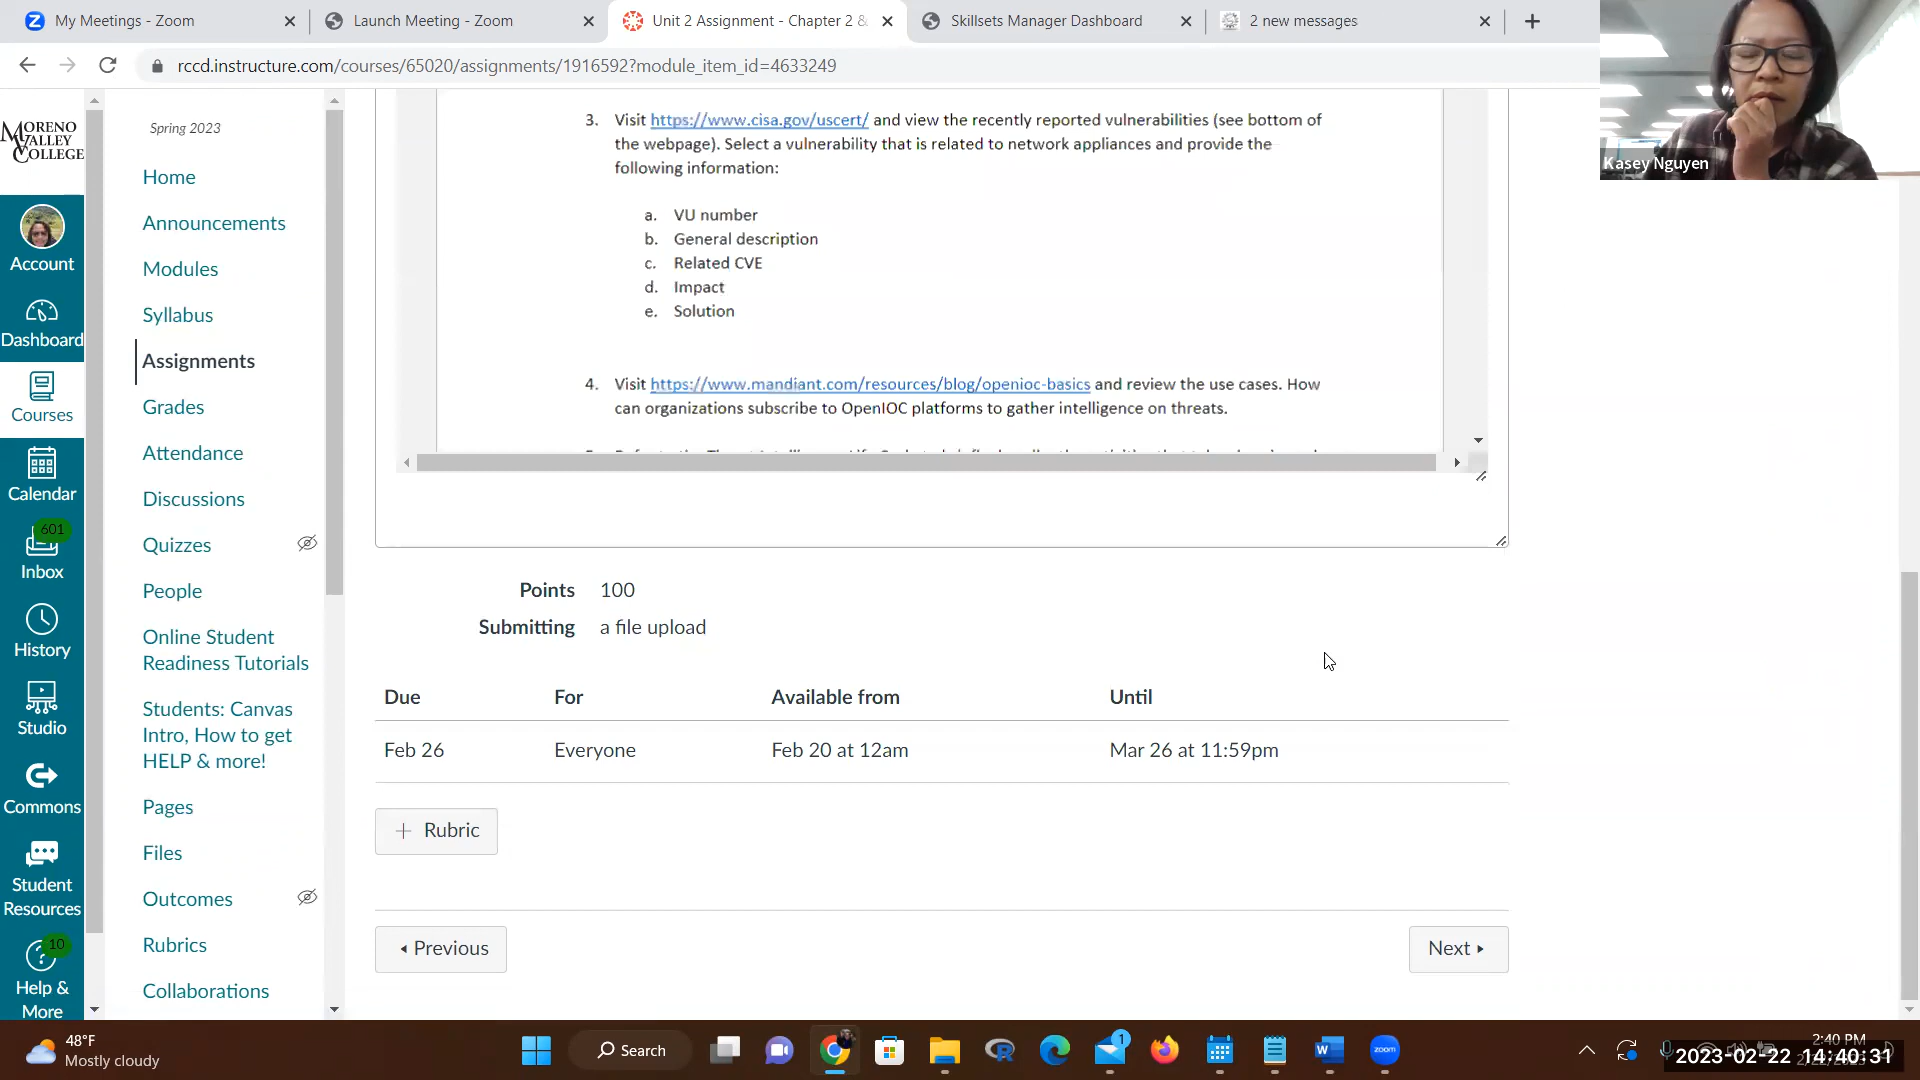 My Meetings - Zoom
Launch Meeting - Zoom
Unit 2 Assignment - Chapter 2 &
Skillsets Manager Dashboard
2 new messages
rccd.instructure.com/courses/65020/assignments/1916592?module_item_id=4633249
Kasey Nguyen
MORENO
VALLEY
COLLEGE
Account
Dashboard
Courses
Calendar
601
Inbox
History
Studio
Commons
Student
Resources
10
Help &
More
Spring 2023
Home
Announcements
Modules
Syllabus
Assignments
Grades
Attendance
Discussions
Quizzes
People
Online Student
Readiness Tutorials
Students: Canvas
Intro, How to get
HELP & more!
Pages
Files
Outcomes
Rubrics
Collaborations
3. Visit https://www.cisa.gov/uscert/ and view the recently reported vulnerabilities (see bottom of
the webpage). Select a vulnerability that is related to network appliances and provide the
following information:
a. VU number
b. General description
c. Related CVE
d. Impact
e. Solution
4. Visit https://www.mandiant.com/resources/blog/openioc-basics and review the use cases. How
can organizations subscribe to OpenIOC platforms to gather intelligence on threats.
Points 100
Submitting a file upload
Due For Available from Until
Feb 26 Everyone Feb 20 at 12am Mar 26 at 11:59pm
+ Rubric
Previous
Next
48°F
Mostly cloudy
Search
1
zoom
2:40 PM
2023-02-22 14:40:31